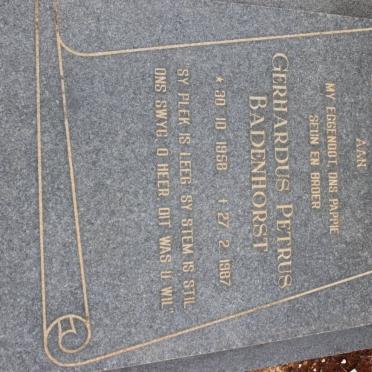 AAN
MY EGGENOOT, ONS PAPPIE
SEUN EN BROER
GERHARDUS PETRUS
BADENHORST
★ 30 10 1958 † 27 2 1987
"SY PLEK IS LEEG SY STEM IS STIL
ONS SWYG, O HEER DIT WAS U WIL"